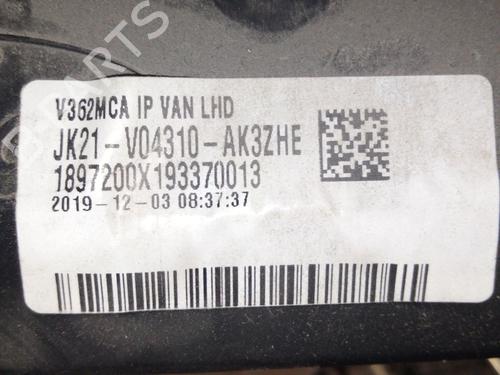 V362MCA IP VAN LHD
JK21-V04310-AK3ZHE
1897200X193370013
2019-12-03 08:37:37